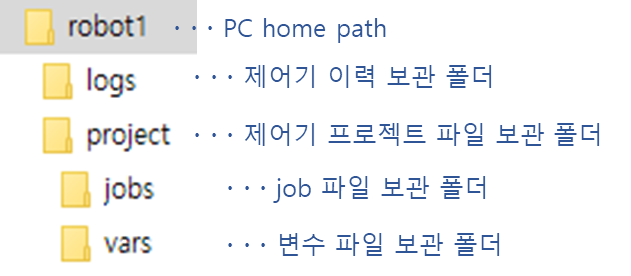 robot1 · · · PC home path
logs · · · 제어기 이력 보관 폴더
project · · · 제어기 프로젝트 파일 보관 폴더
jobs · · · job 파일 보관 폴더
vars · · · 변수 파일 보관 폴더